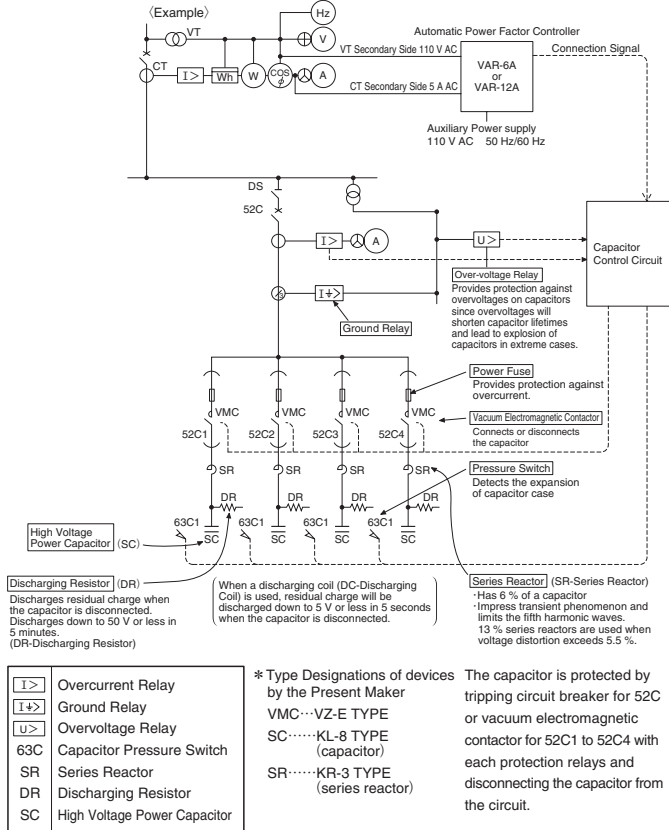 〈Example〉
VT
Hz
V
CT
I>
Wh
W
COS
φ
A
VT Secondary Side 110 V AC
CT Secondary Side 5 A AC
Automatic Power Factor Controller
VAR-6A
or
VAR-12A
Connection Signal
Auxiliary Power supply
110 V AC 50 Hz/60 Hz
DS
52C
I>
A
U>
Capacitor
Control Circuit
Over-voltage Relay
Provides protection against
overvoltages on capacitors
since overvoltages will
shorten capacitor lifetimes
and lead to explosion of
capacitors in extreme cases.
I⏚>
Ground Relay
Power Fuse
Provides protection against
overcurrent.
VMC
VMC
VMC
VMC
52C1
52C2
52C3
52C4
Vacuum Electromagnetic Contactor
Connects or disconnects
the capacitor
SR
SR
SR
SR
Pressure Switch
Detects the expansion
of capacitor case
DR
DR
DR
DR
63C1
63C1
63C1
63C1
SC
SC
SC
SC
High Voltage
Power Capacitor
(SC)
Discharging Resistor (DR)
Discharges residual charge when
the capacitor is disconnected.
Discharges down to 50 V or less in
5 minutes.
(DR-Discharging Resistor)
(When a discharging coil (DC-Discharging
Coil) is used, residual charge will be
discharged down to 5 V or less in 5 seconds
when the capacitor is disconnected.)
Series Reactor (SR-Series Reactor)
·Has 6 % of a capacitor
·Impress transient phenomenon and
limits the fifth harmonic waves.
13 % series reactors are used when
voltage distortion exceeds 5.5 %.
I> Overcurrent Relay
I⏚> Ground Relay
U> Overvoltage Relay
63C Capacitor Pressure Switch
SR Series Reactor
DR Discharging Resistor
SC High Voltage Power Capacitor
* Type Designations of devices
by the Present Maker
VMC···VZ-E TYPE
SC······KL-8 TYPE
(capacitor)
SR······KR-3 TYPE
(series reactor)
The capacitor is protected by
tripping circuit breaker for 52C
or vacuum electromagnetic
contactor for 52C1 to 52C4 with
each protection relays and
disconnecting the capacitor from
the circuit.